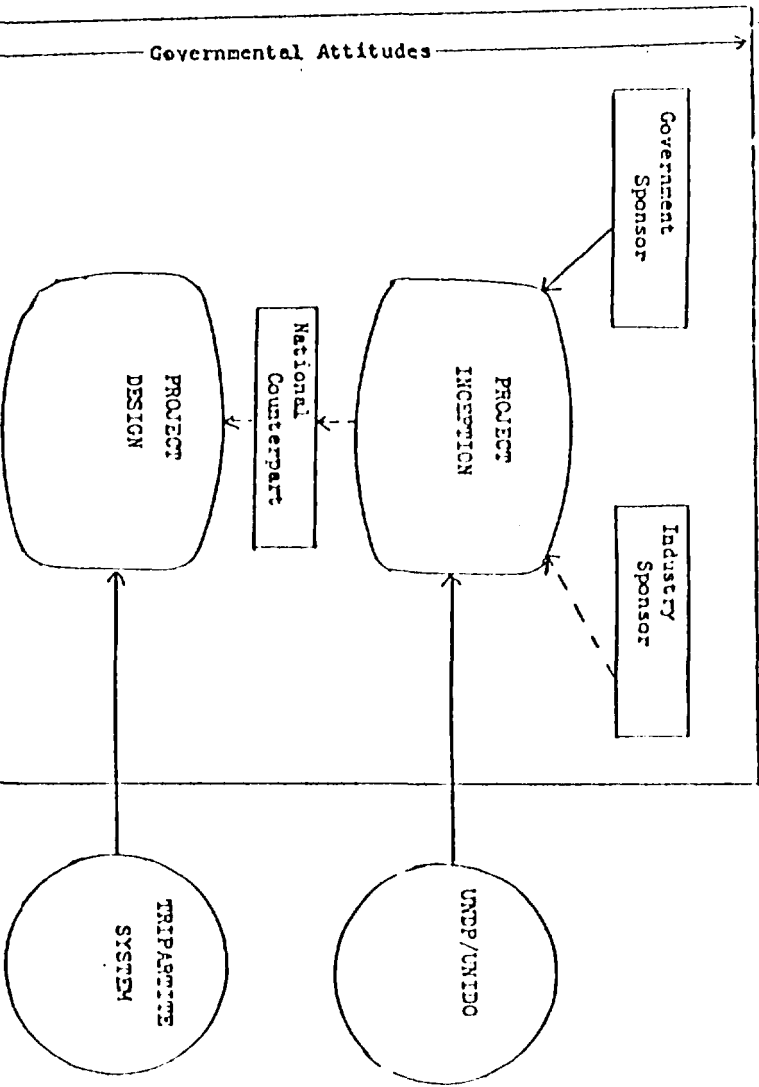 Governmental Attitudes
Government
Sponsor
Industry
Sponsor
PROJECT
INCEPTION
UNDP/UNIDO
National
Counterpart
PROJECT
DESIGN
TRIPARTITE
SYSTEM